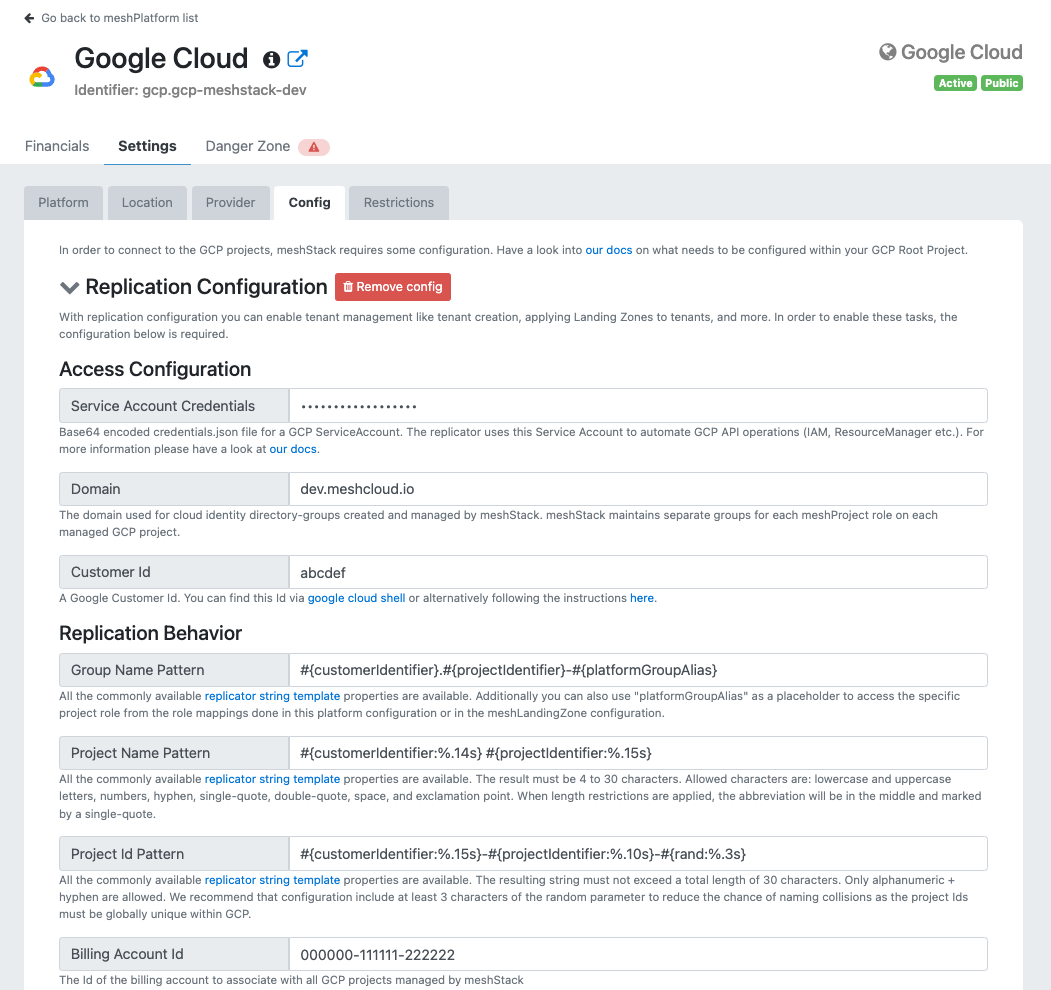 Go back to meshPlatform list
Google Cloud
Identifier: gcp.gcp-meshstack-dev
Google Cloud
Active Public
Financials Settings Danger Zone
Platform Location Provider Config Restrictions
In order to connect to the GCP projects, meshStack requires some configuration. Have a look into our docs on what needs to be configured within your GCP Root Project.
Replication Configuration Remove config
With replication configuration you can enable tenant management like tenant creation, applying Landing Zones to tenants, and more. In order to enable these tasks, the
configuration below is required.
Access Configuration
Service Account Credentials ••••••••••••••••••
Base64 encoded credentials.json file for a GCP ServiceAccount. The replicator uses this Service Account to automate GCP API operations (IAM, ResourceManager etc.). For
more information please have a look at our docs.
Domain dev.meshcloud.io
The domain used for cloud identity directory-groups created and managed by meshStack. meshStack maintains separate groups for each meshProject role on each
managed GCP project.
Customer Id abcdef
A Google Customer Id. You can find this Id via google cloud shell or alternatively following the instructions here.
Replication Behavior
Group Name Pattern #{customerIdentifier}.#{projectIdentifier}-#{platformGroupAlias}
All the commonly available replicator string template properties are available. Additionally you can also use "platformGroupAlias" as a placeholder to access the specific
project role from the role mappings done in this platform configuration or in the meshLandingZone configuration.
Project Name Pattern #{customerIdentifier:%.14s} #{projectIdentifier:%.15s}
All the commonly available replicator string template properties are available. The result must be 4 to 30 characters. Allowed characters are: lowercase and uppercase
letters, numbers, hyphen, single-quote, double-quote, space, and exclamation point. When length restrictions are applied, the abbreviation will be in the middle and marked
by a single-quote.
Project Id Pattern #{customerIdentifier:%.15s}-#{projectIdentifier:%.10s}-#{rand:%.3s}
All the commonly available replicator string template properties are available. The resulting string must not exceed a total length of 30 characters. Only alphanumeric +
hyphen are allowed. We recommend that configuration include at least 3 characters of the random parameter to reduce the chance of naming collisions as the project Ids
must be globally unique within GCP.
Billing Account Id 000000-111111-222222
The Id of the billing account to associate with all GCP projects managed by meshStack